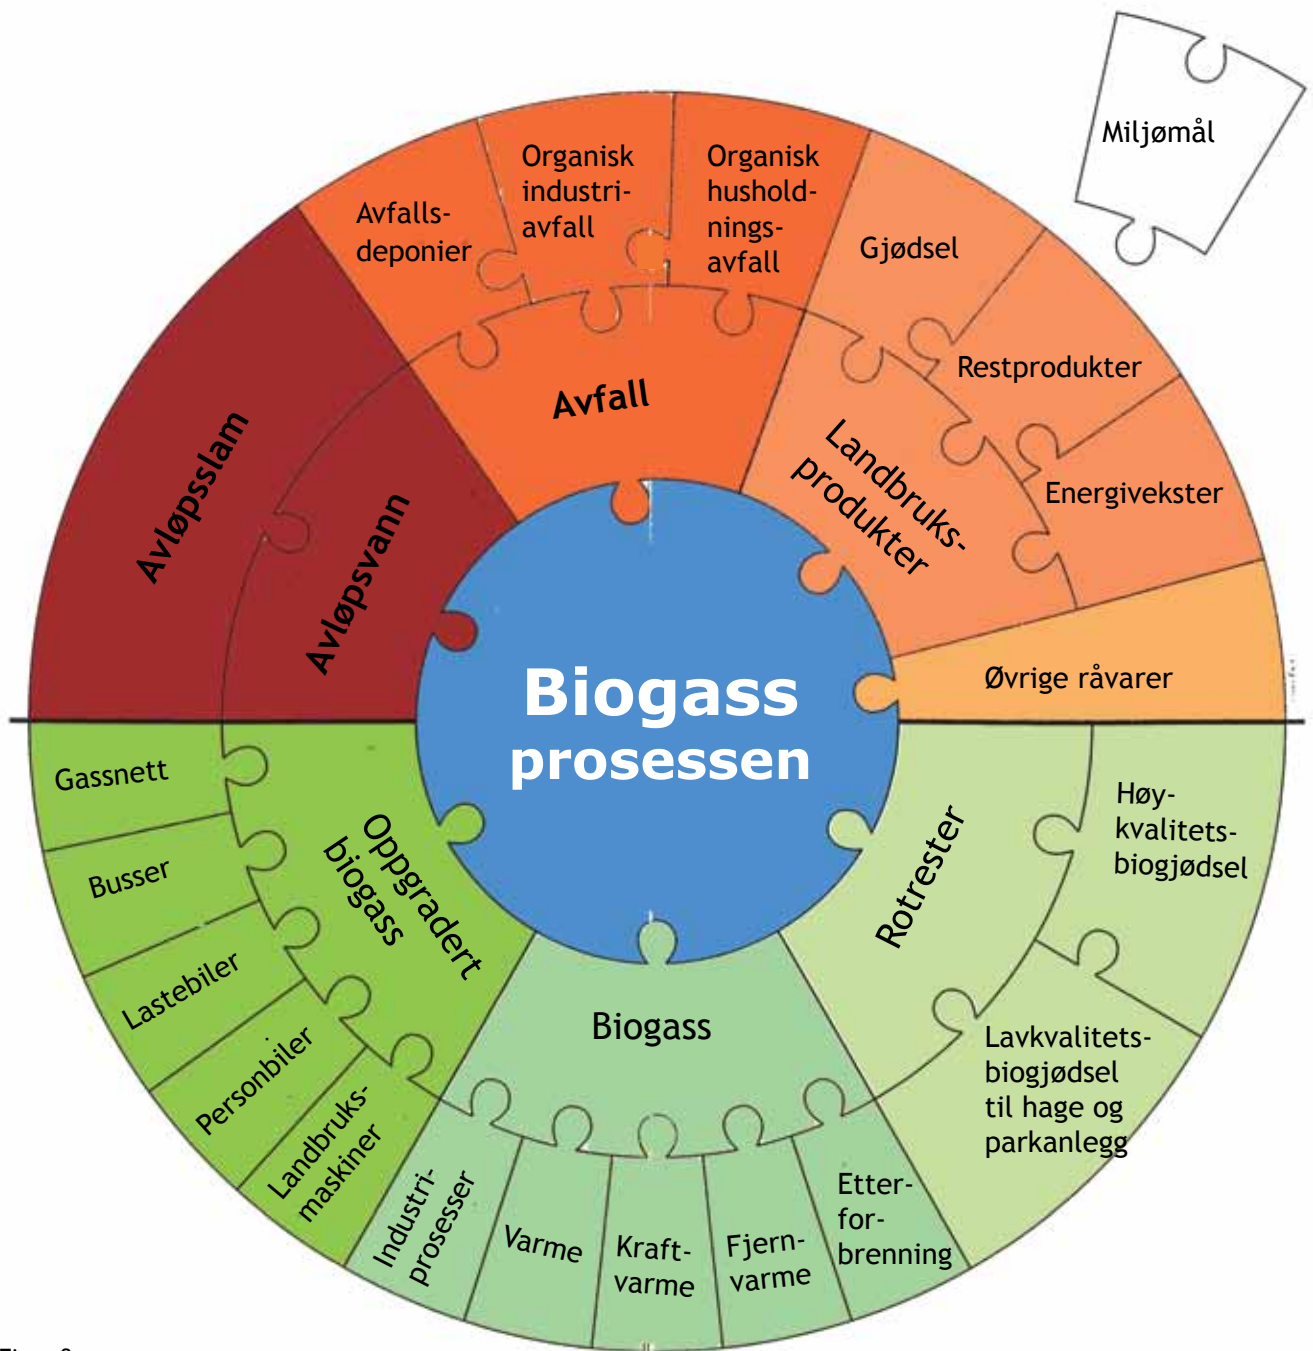 Miljømål
Avfalls-
deponier
Organisk
industri-
avfall
Organisk
hushold-
nings-
avfall
Gjødsel
Restprodukter
Energivekster
Øvrige råvarer
Avløpsslam
Avløpsvann
Avfall
Landbruks-
produkter
Biogass
prosessen
Gassnett
Busser
Lastebiler
Personbiler
Landbruks-
maskiner
Oppgradert
biogass
Biogass
Rotrester
Høy-
kvalitets-
biogjødsel
Lavkvalitets-
biogjødsel
til hage og
parkanlegg
Industri-
prosesser
Varme
Kraft-
varme
Fjern-
varme
Etter-
for-
brenning